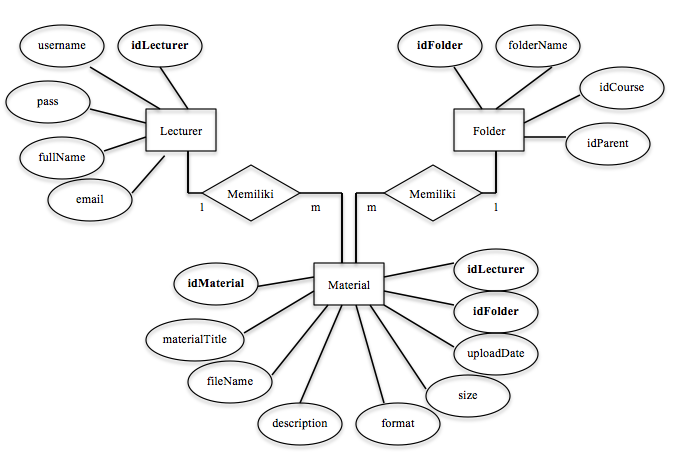 username
idLecturer
idFolder
folderName
pass
idCourse
Lecturer
Folder
fullName
idParent
email
Memiliki
Memiliki
1
m
m
1
idMaterial
idLecturer
Material
idFolder
materialTitle
uploadDate
fileName
size
description
format